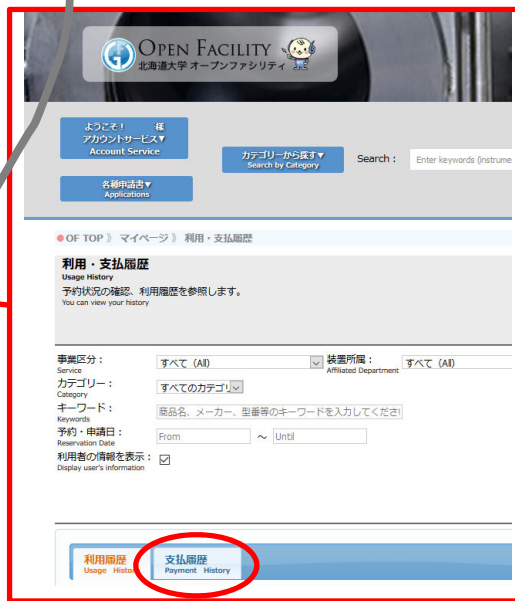 OPEN FACILITY
北海道大学 オープンファシリティ
ようこそ！ 様
アカウントサービス▼
Account Service
カテゴリーから探す▼
Search by Category
Search :
Enter keywords (instrume
各種申請書▼
Applications
OF TOP 》 マイページ 》 利用・支払履歴
利用・支払履歴
Usage History
予約状況の確認、利用履歴を参照します。
You can view your history
事業区分：
Service
すべて (All)
装置所属：
Affiliated Department
すべて (All)
カテゴリー：
Category
すべてのカテゴリ
キーワード：
Keywords
商品名、メーカー、型番等のキーワードを入力してくださ
予約・申請日：
Reservation Date
From ～ Until
利用者の情報を表示：
Display user's information
利用履歴
Usage History
支払履歴
Payment History